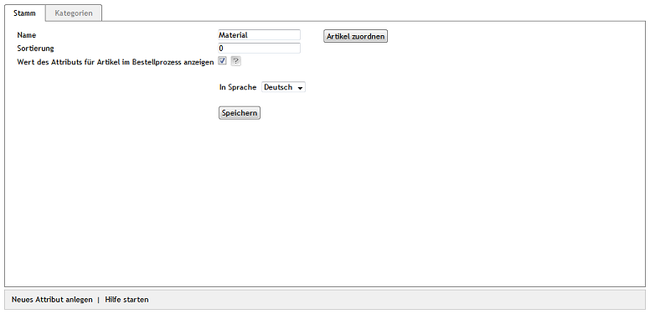 Stamm Kategorien
Name Material Artikel zuordnen
Sortierung 0
Wert des Attributs für Artikel im Bestellprozess anzeigen ?
In Sprache Deutsch
Speichern
Neues Attribut anlegen | Hilfe starten